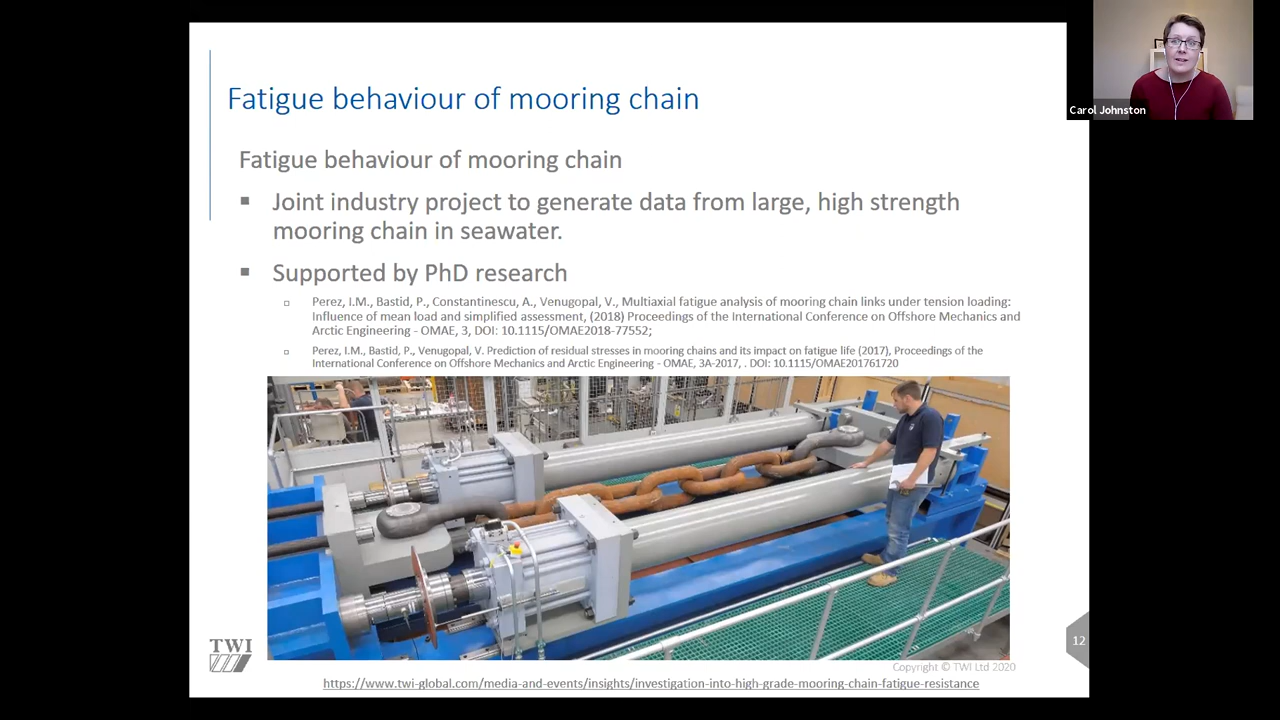 Fatigue behaviour of mooring chain
Fatigue behaviour of mooring chain
Joint industry project to generate data from large, high strength
mooring chain in seawater.
Supported by PhD research
Perez, I.M., Bastid, P., Constantinescu, A., Venugopal, V., Multiaxial fatigue analysis of mooring chain links under tension loading:
Influence of mean load and simplified assessment, (2018) Proceedings of the International Conference on Offshore Mechanics and
Arctic Engineering - OMAE, 3, DOI: 10.1115/OMAE2018-77552;
Perez, I.M., Bastid, P., Venugopal, V. Prediction of residual stresses in mooring chains and its impact on fatigue life (2017), Proceedings of the
International Conference on Offshore Mechanics and Arctic Engineering - OMAE, 3A-2017, . DOI: 10.1115/OMAE201761720
TWI
12
Copyright © TWI Ltd 2020
https://www.twi-global.com/media-and-events/insights/investigation-into-high-grade-mooring-chain-fatigue-resistance
Carol Johnston